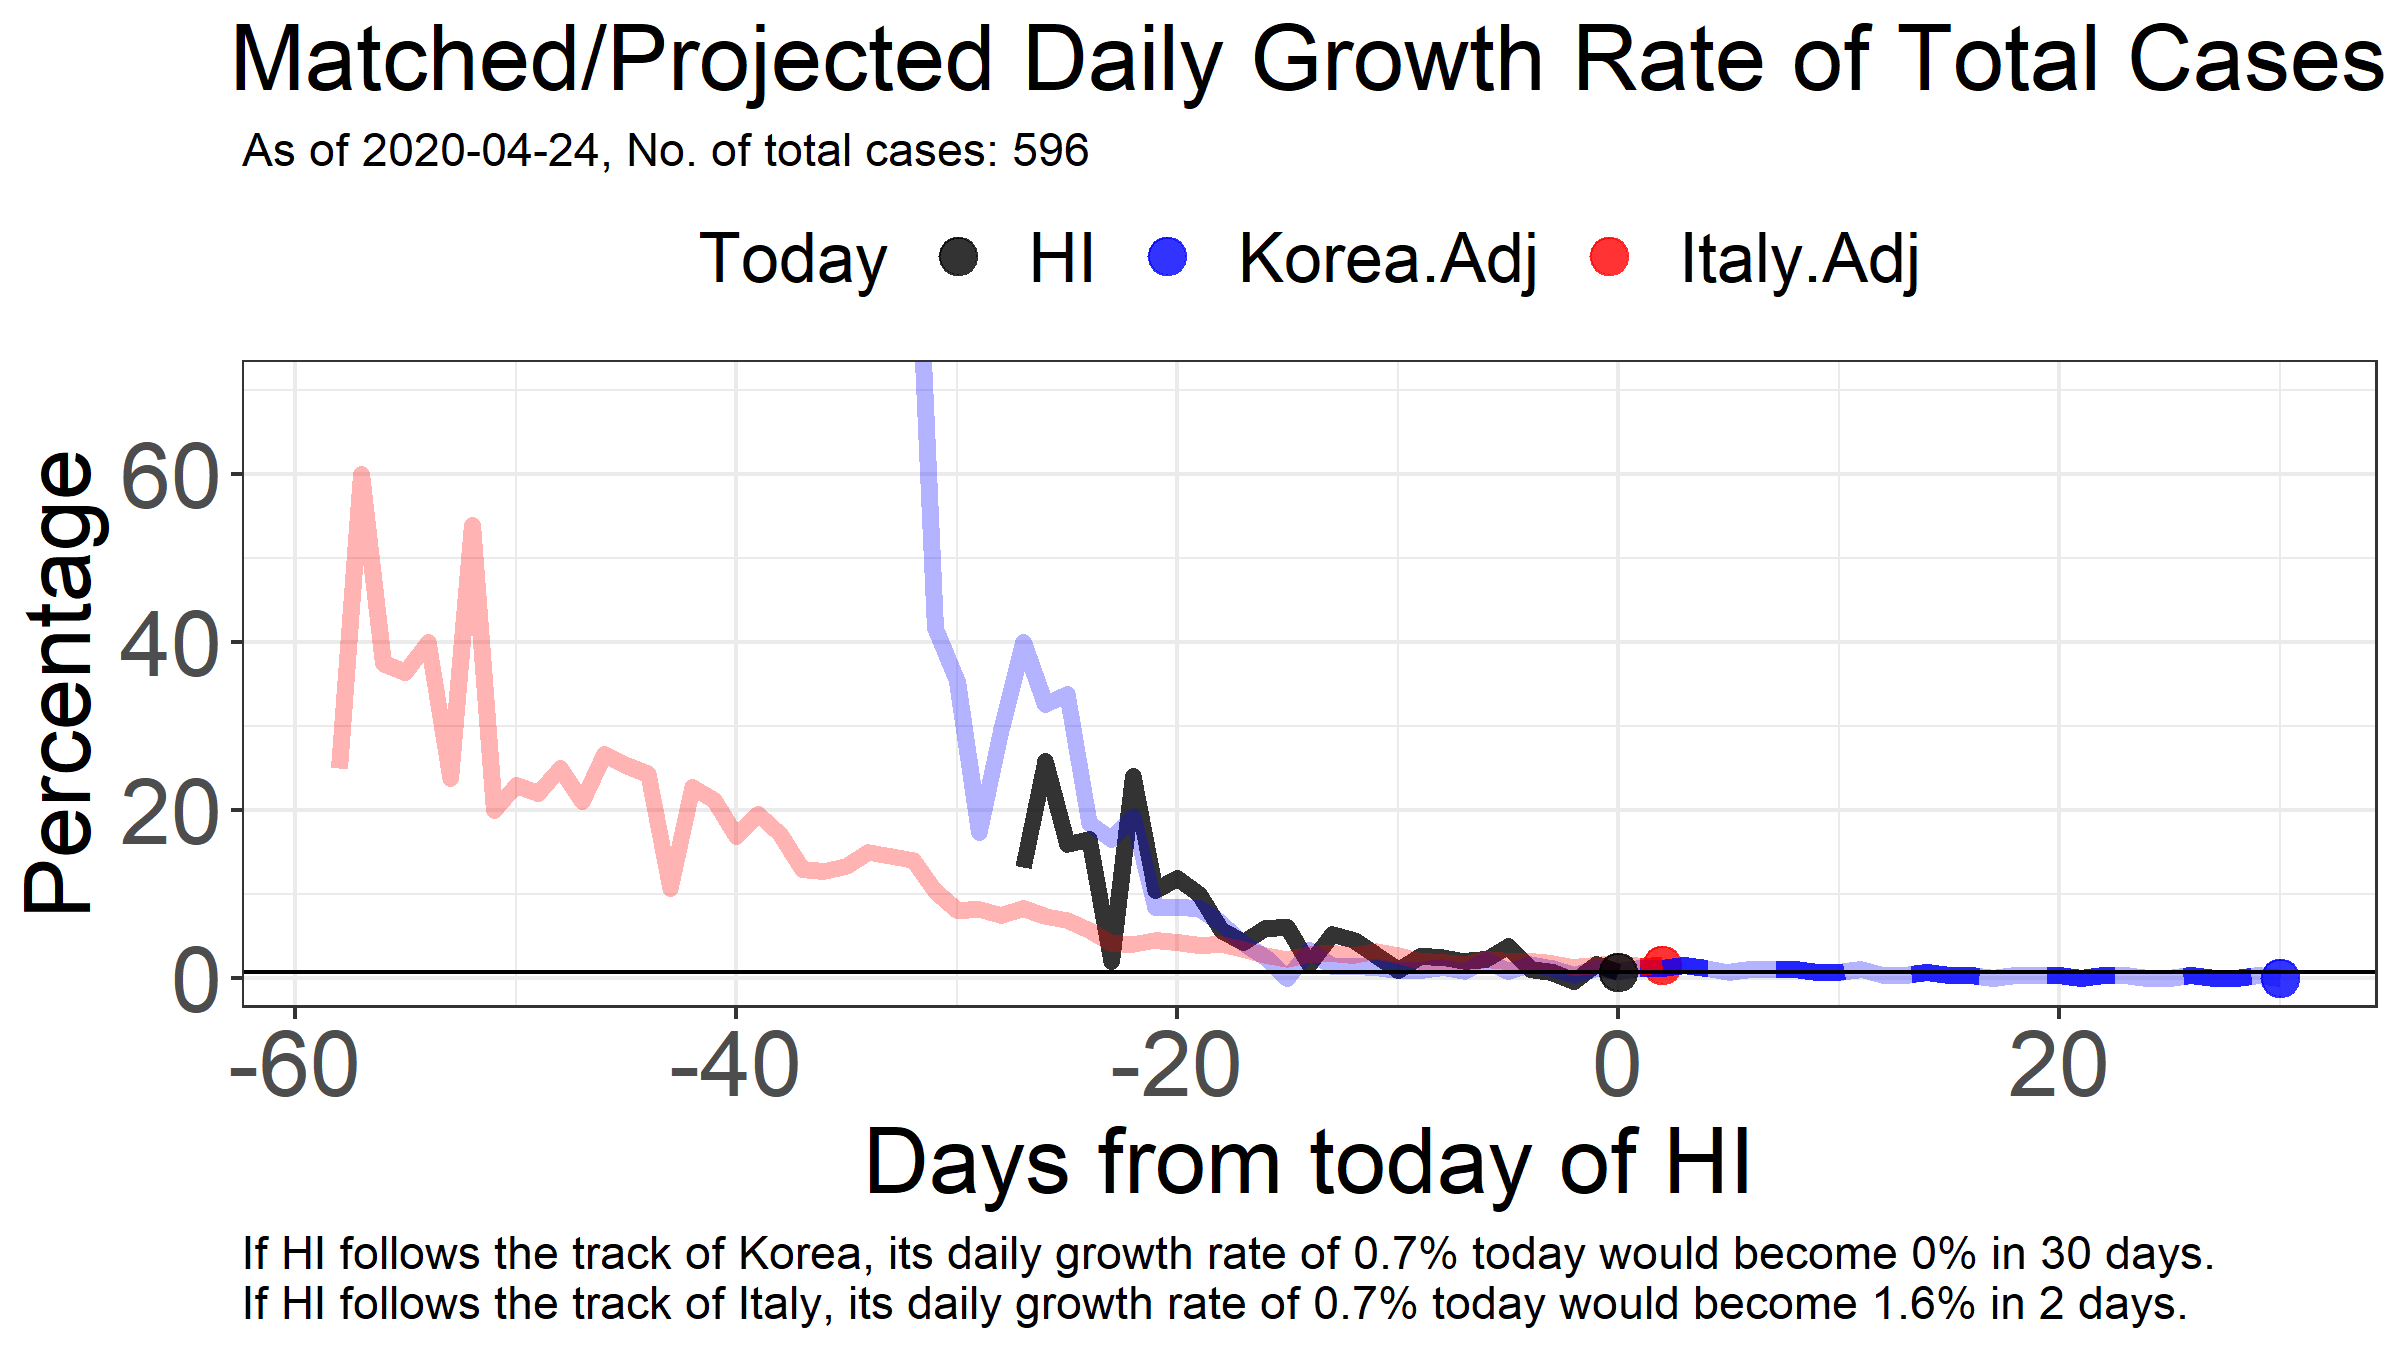 Matched/Projected Daily Growth Rate of Total Cases
As of 2020-04-24, No. of total cases: 596
Today HI Korea.Adj Italy.Adj
Percentage
60
40
20
0
-60 -40 -20 0 20
Days from today of HI
If HI follows the track of Korea, its daily growth rate of 0.7% today would become 0% in 30 days.
If HI follows the track of Italy, its daily growth rate of 0.7% today would become 1.6% in 2 days.